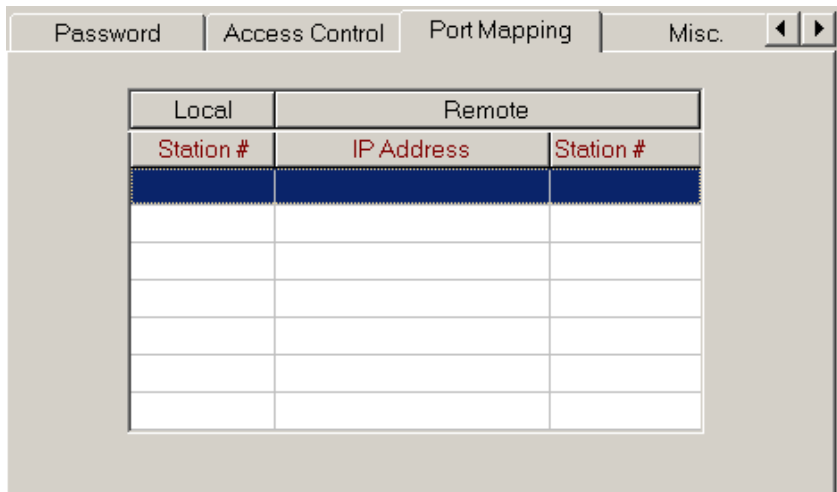 Password Access Control Port Mapping Misc.
Local Remote
Station # IP Address Station #